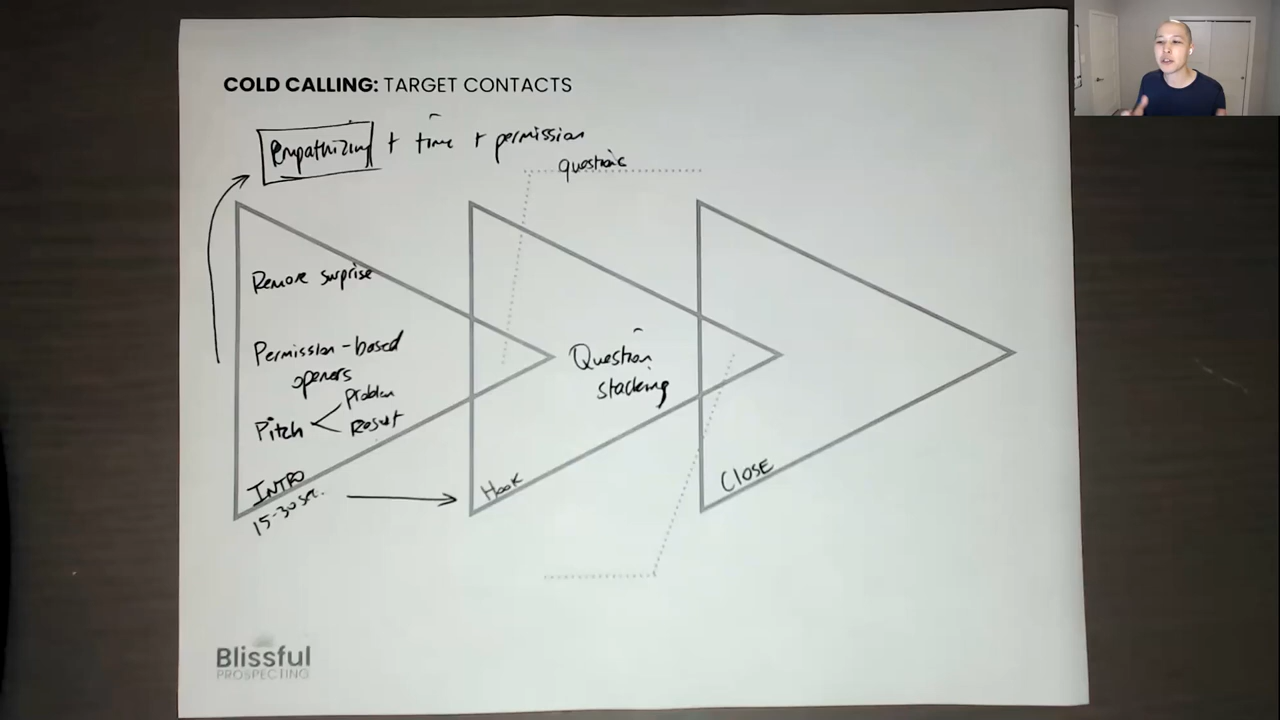 COLD CALLING: TARGET CONTACTS
empathizing + time + permission
question
Remove surprise
Permission-based
openers
Pitch
Problem
Result
INTRO
15-30 sec.
Question
stacking
Hook
CLOSE
Blissful
PROSPECTING